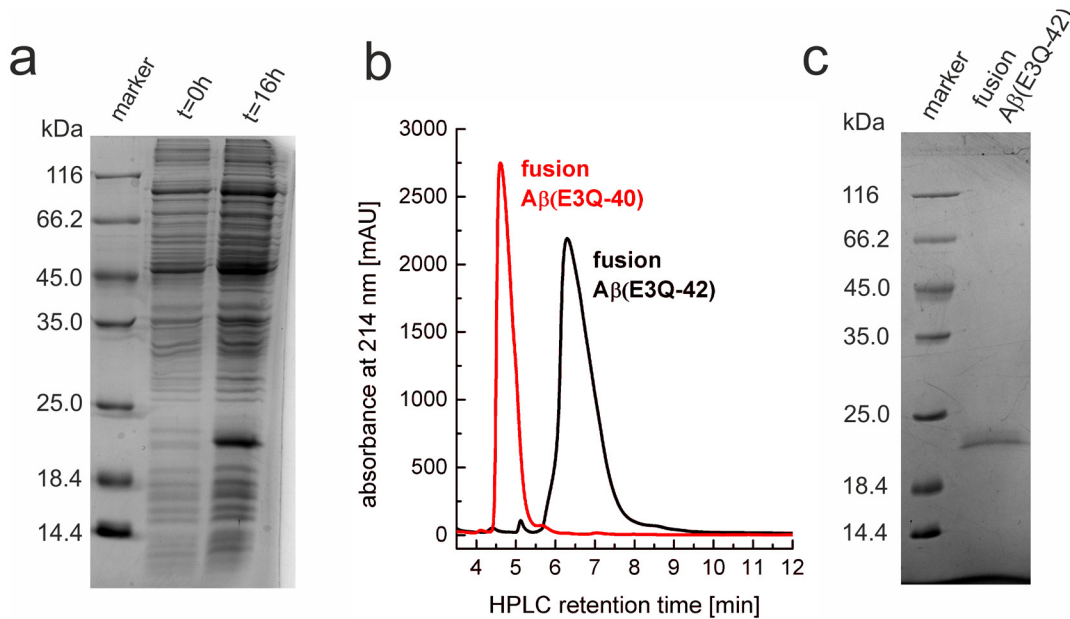 a
marker
t=0h
t=16h
kDa
116
66.2
45.0
35.0
25.0
18.4
14.4
b
3000
2500
2000
1500
1000
500
0
absorbance at 214 nm [mAU]
fusion
Aβ(E3Q-40)
fusion
Aβ(E3Q-42)
4 5 6 7 8 9 10 11 12
HPLC retention time [min]
c
marker
fusion
Aβ(E3Q-42)
kDa
116
66.2
45.0
35.0
25.0
18.4
14.4